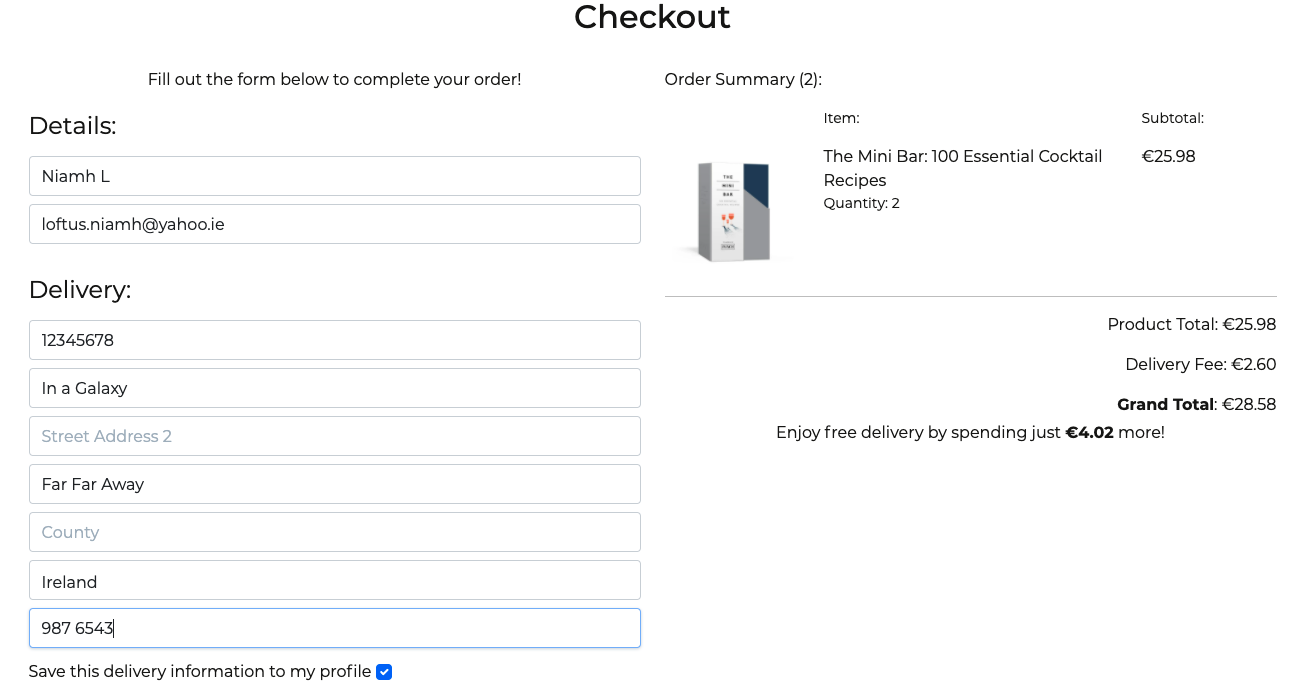 Checkout
Fill out the form below to complete your order!
Details:
Niamh L
loftus.niamh@yahoo.ie
Delivery:
12345678
In a Galaxy
Street Address 2
Far Far Away
County
Ireland
987 6543
Save this delivery information to my profile
Order Summary (2):
Item:
Subtotal:
The Mini Bar: 100 Essential Cocktail
Recipes
Quantity: 2
€25.98
THE
MINI
BAR
Product Total: €25.98
Delivery Fee: €2.60
Grand Total: €28.58
Enjoy free delivery by spending just €4.02 more!